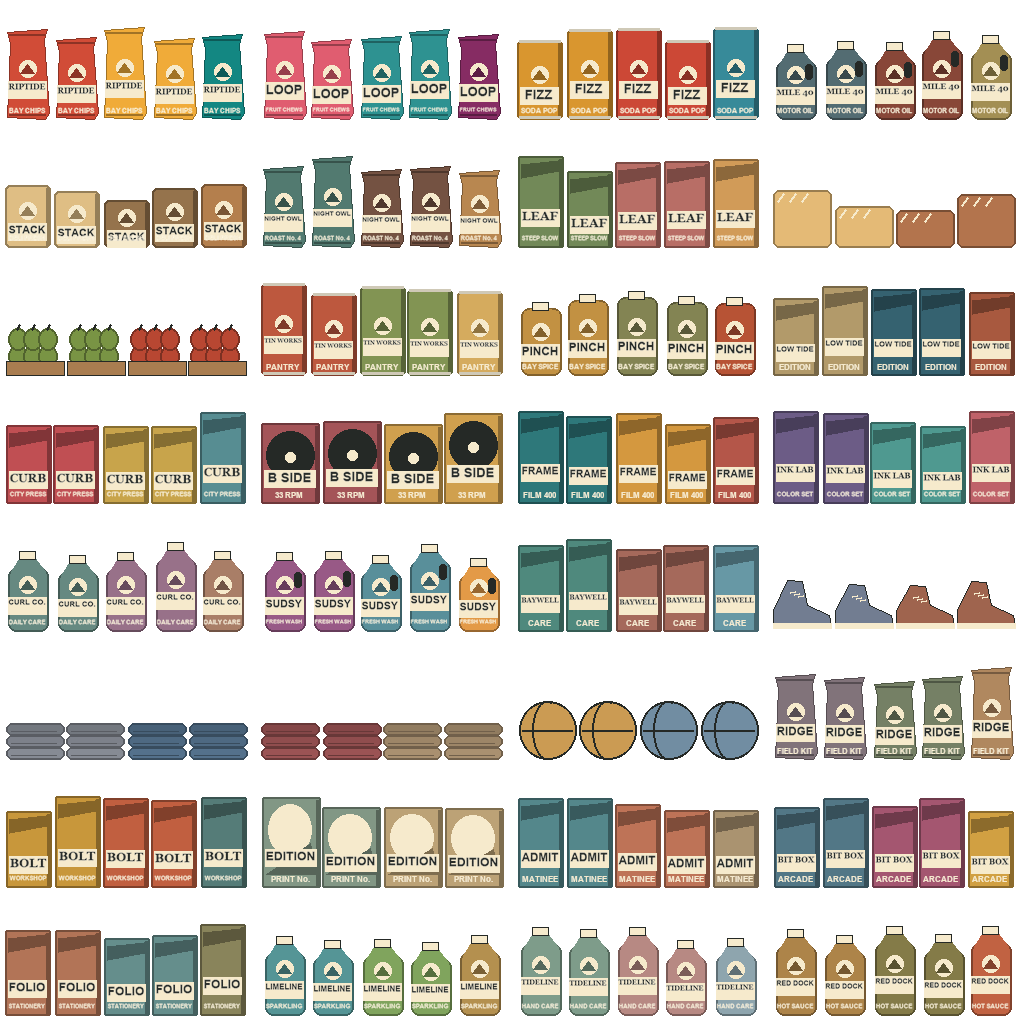 RIPTIDE RIPTIDE RIPTIDE RIPTIDE RIPTIDE
BAY CHIPS BAY CHIPS BAY CHIPS BAY CHIPS BAY CHIPS
LOOP LOOP LOOP LOOP LOOP
FRUIT CHEWS FRUIT CHEWS FRUIT CHEWS FRUIT CHEWS FRUIT CHEWS
FIZZ FIZZ FIZZ FIZZ FIZZ
SODA POP SODA POP SODA POP SODA POP SODA POP
MILE 40 MILE 40 MILE 40 MILE 40 MILE 40
MOTOR OIL MOTOR OIL MOTOR OIL MOTOR OIL MOTOR OIL
STACK STACK STACK STACK STACK
NIGHT OWL NIGHT OWL NIGHT OWL NIGHT OWL NIGHT OWL
ROAST No. 4 ROAST No. 4 ROAST No. 4 ROAST No. 4 ROAST No. 4
LEAF LEAF LEAF LEAF LEAF
STEEP SLOW STEEP SLOW STEEP SLOW STEEP SLOW STEEP SLOW
TIN WORKS TIN WORKS TIN WORKS TIN WORKS TIN WORKS
PANTRY PANTRY PANTRY PANTRY PANTRY
PINCH PINCH PINCH PINCH PINCH
BAY SPICE BAY SPICE BAY SPICE BAY SPICE BAY SPICE
LOW TIDE LOW TIDE LOW TIDE LOW TIDE LOW TIDE
EDITION EDITION EDITION EDITION EDITION
CURB CURB CURB CURB CURB
CITY PRESS CITY PRESS CITY PRESS CITY PRESS CITY PRESS
B SIDE B SIDE B SIDE B SIDE
33 RPM 33 RPM 33 RPM 33 RPM
FRAME FRAME FRAME FRAME FRAME
FILM 400 FILM 400 FILM 400 FILM 400 FILM 400
INK LAB INK LAB INK LAB INK LAB INK LAB
COLOR SET COLOR SET COLOR SET COLOR SET COLOR SET
CURL CO. CURL CO. CURL CO. CURL CO. CURL CO.
DAILY CARE DAILY CARE DAILY CARE DAILY CARE DAILY CARE
SUDSY SUDSY SUDSY SUDSY SUDSY
FRESH WASH FRESH WASH FRESH WASH FRESH WASH FRESH WASH
BAYWELL BAYWELL BAYWELL BAYWELL BAYWELL
CARE CARE CARE CARE CARE
RIDGE RIDGE RIDGE RIDGE RIDGE
FIELD KIT FIELD KIT FIELD KIT FIELD KIT FIELD KIT
BOLT BOLT BOLT BOLT BOLT
WORKSHOP WORKSHOP WORKSHOP WORKSHOP WORKSHOP
EDITION EDITION EDITION EDITION
PRINT No. PRINT No. PRINT No. PRINT No.
ADMIT ADMIT ADMIT ADMIT ADMIT
MATINEE MATINEE MATINEE MATINEE MATINEE
BIT BOX BIT BOX BIT BOX BIT BOX BIT BOX
ARCADE ARCADE ARCADE ARCADE ARCADE
FOLIO FOLIO FOLIO FOLIO FOLIO
STATIONERY STATIONERY STATIONERY STATIONERY STATIONERY
LIMELINE LIMELINE LIMELINE LIMELINE LIMELINE
SPARKLING SPARKLING SPARKLING SPARKLING SPARKLING
TIDELINE TIDELINE TIDELINE TIDELINE TIDELINE
HAND CARE HAND CARE HAND CARE HAND CARE HAND CARE
RED DOCK RED DOCK RED DOCK RED DOCK RED DOCK
HOT SAUCE HOT SAUCE HOT SAUCE HOT SAUCE HOT SAUCE